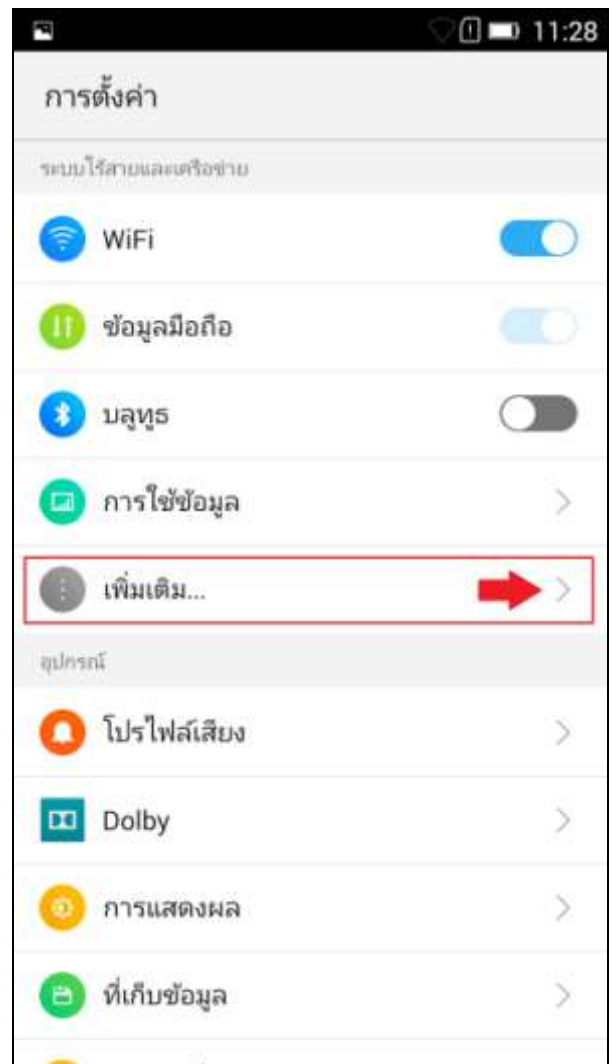 11:28
การตั้งค่า
ระบบไร้สายและเครือข่าย
WiFi
ข้อมูลมือถือ
บลูทูธ
การใช้ข้อมูล
เพิ่มเติม...
อุปกรณ์
โปรไฟล์เสียง
Dolby
การแสดงผล
ที่เก็บข้อมูล